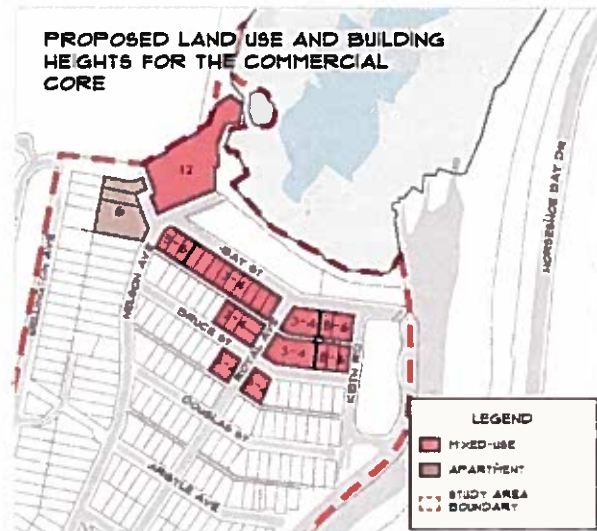 PROPOSED LAND USE AND BUILDING
HEIGHTS FOR THE COMMERCIAL
CORE
12
6
HORSESHOE BAY DR
NELSON AVE
BAY ST
BRUCE ST
ROYAL AVE
3-4
3-4
KEITH RD
DOUGLAS ST
ARGYLE AVE
LEGEND
MIXED-USE
APARTMENT
STUDY AREA
BOUNDARY